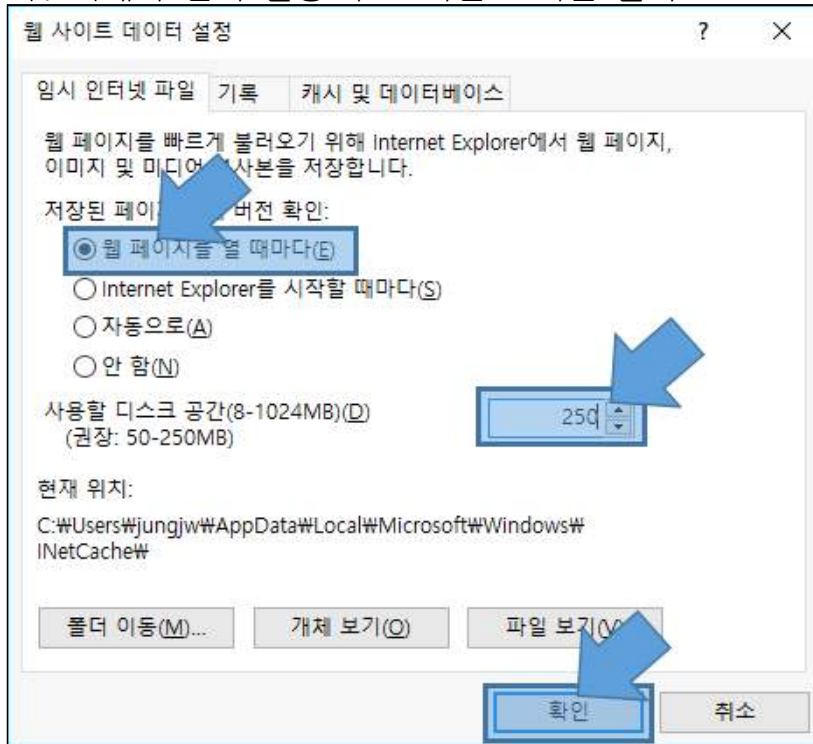 웹 사이트 데이터 설정 ?
임시 인터넷 파일 기록 캐시 및 데이터베이스
웹 페이지를 빠르게 불러오기 위해 Internet Explorer에서 웹 페이지,
이미지 및 미디어 사본을 저장합니다.
저장된 페이지 버전 확인:
웹 페이지를 열 때마다(E)
Internet Explorer를 시작할 때마다(S)
자동으로(A)
안 함(N)
사용할 디스크 공간(8-1024MB)(D) 250
(권장: 50-250MB)
현재 위치:
C:₩Users₩jungjw₩AppData₩Local₩Microsoft₩Windows₩
INetCache₩
폴더 이동(M)... 개체 보기(O) 파일 보기(V)
확인 취소